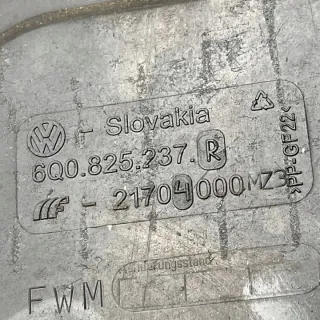 - Slovakia
6Q0.825.237.R
- 21704000MZ3
>PP-GF22<
FWM